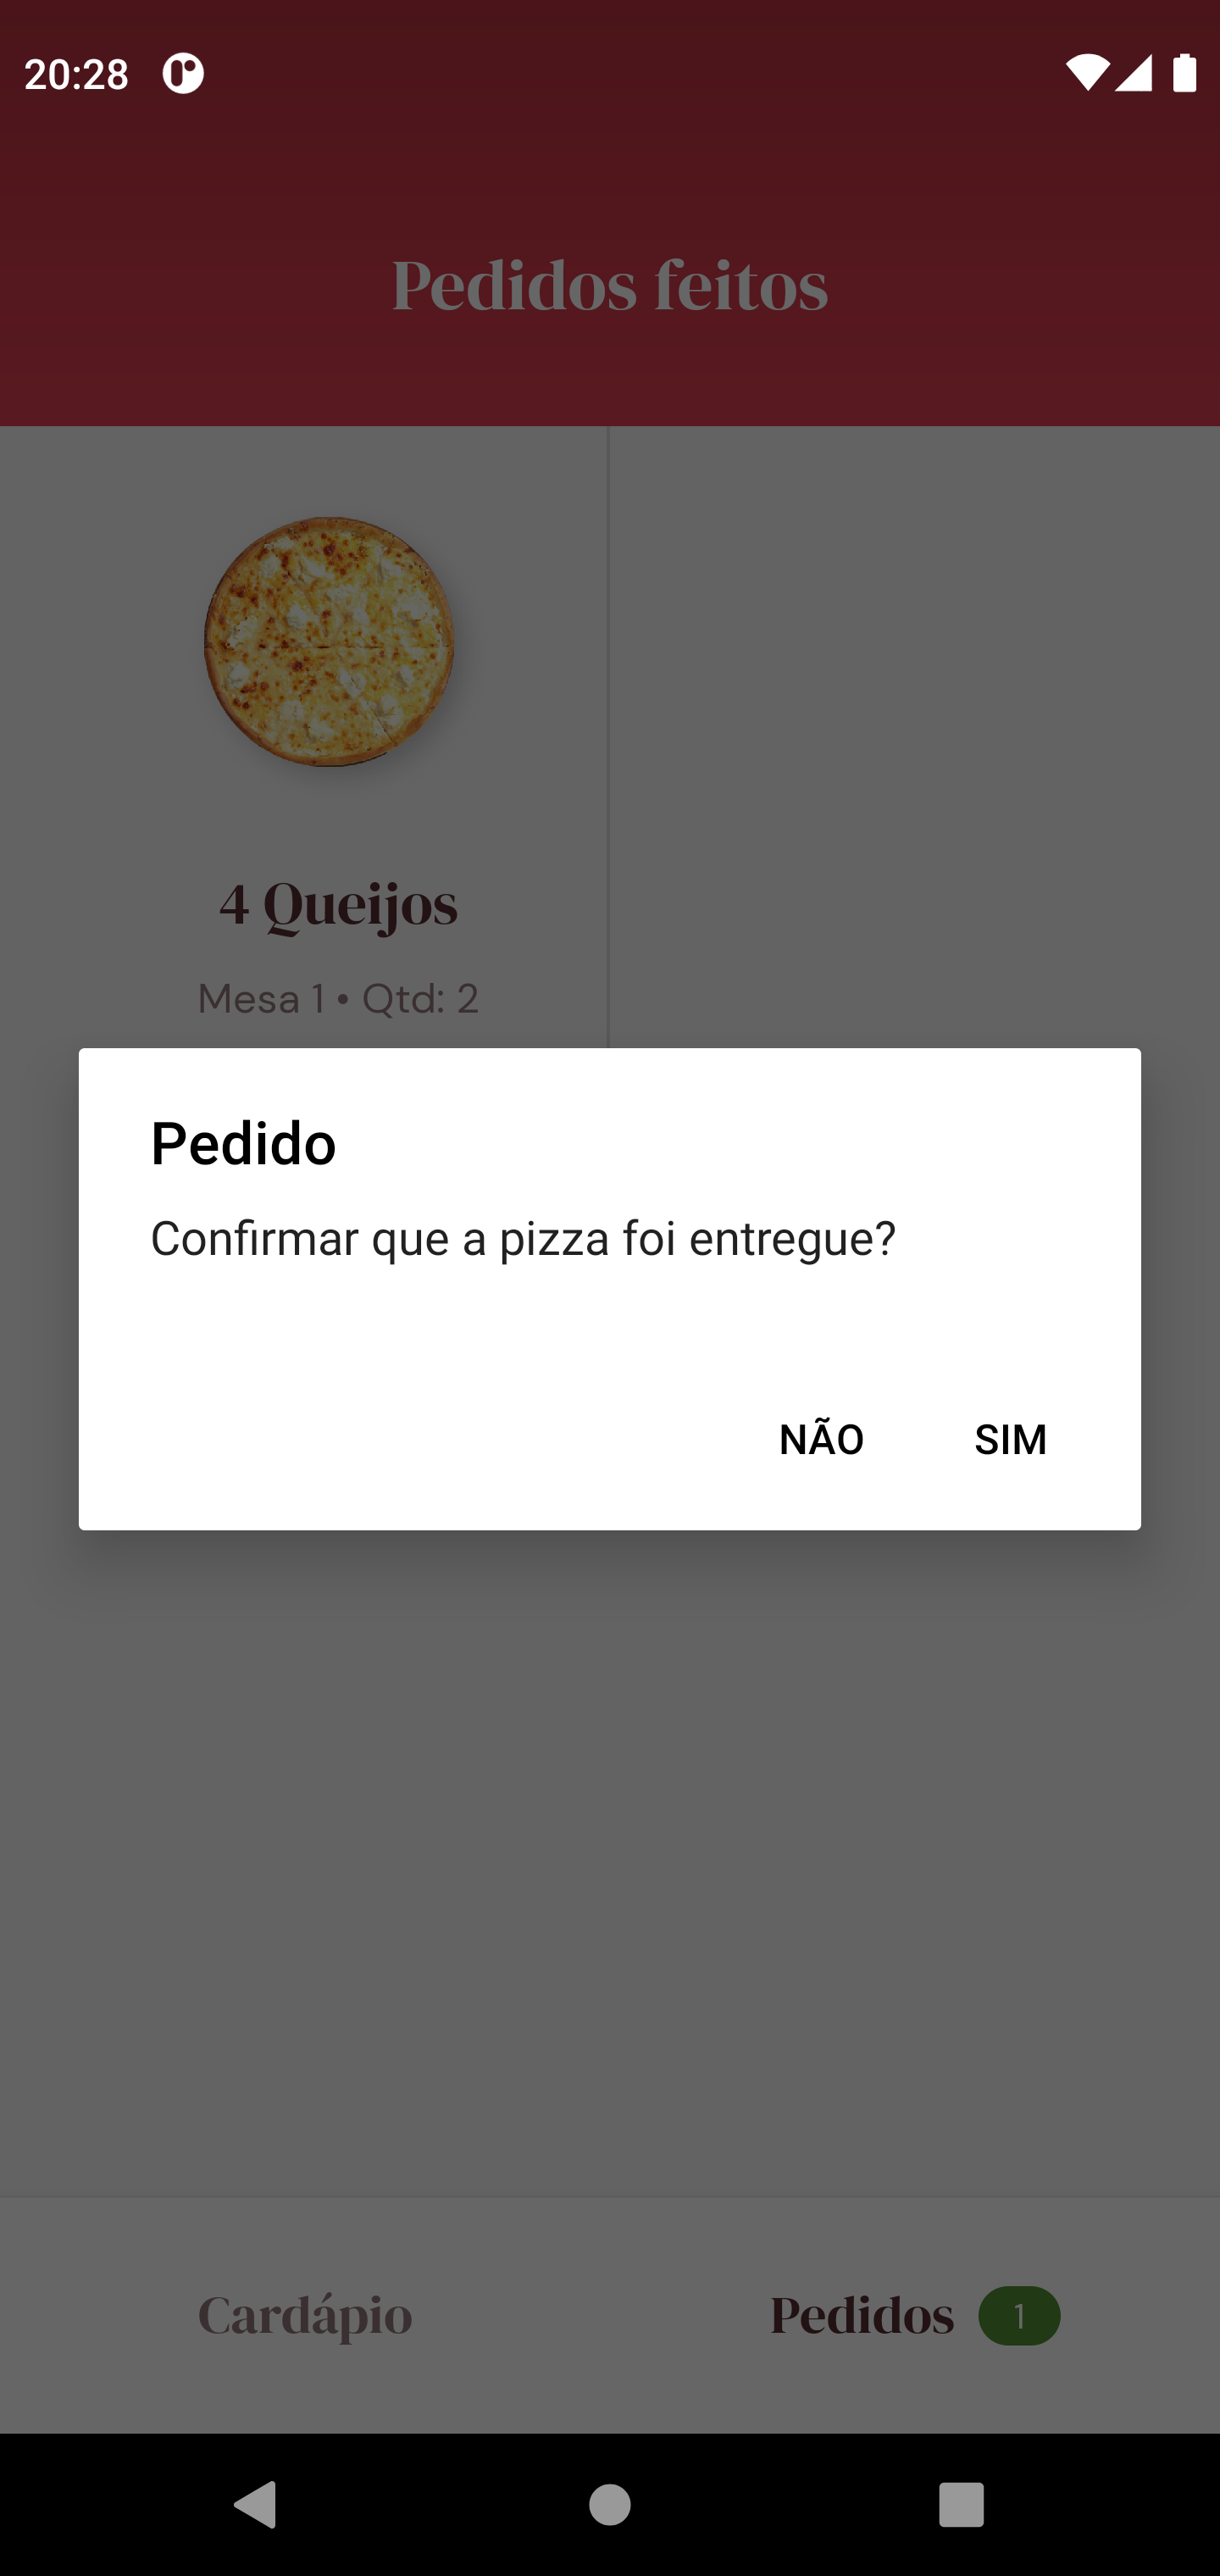 20:28
Pedidos feitos
4 Queijos
Mesa 1 • Qtd: 2
Pedido
Confirmar que a pizza foi entregue?
NÃO SIM
Cardápio Pedidos 1